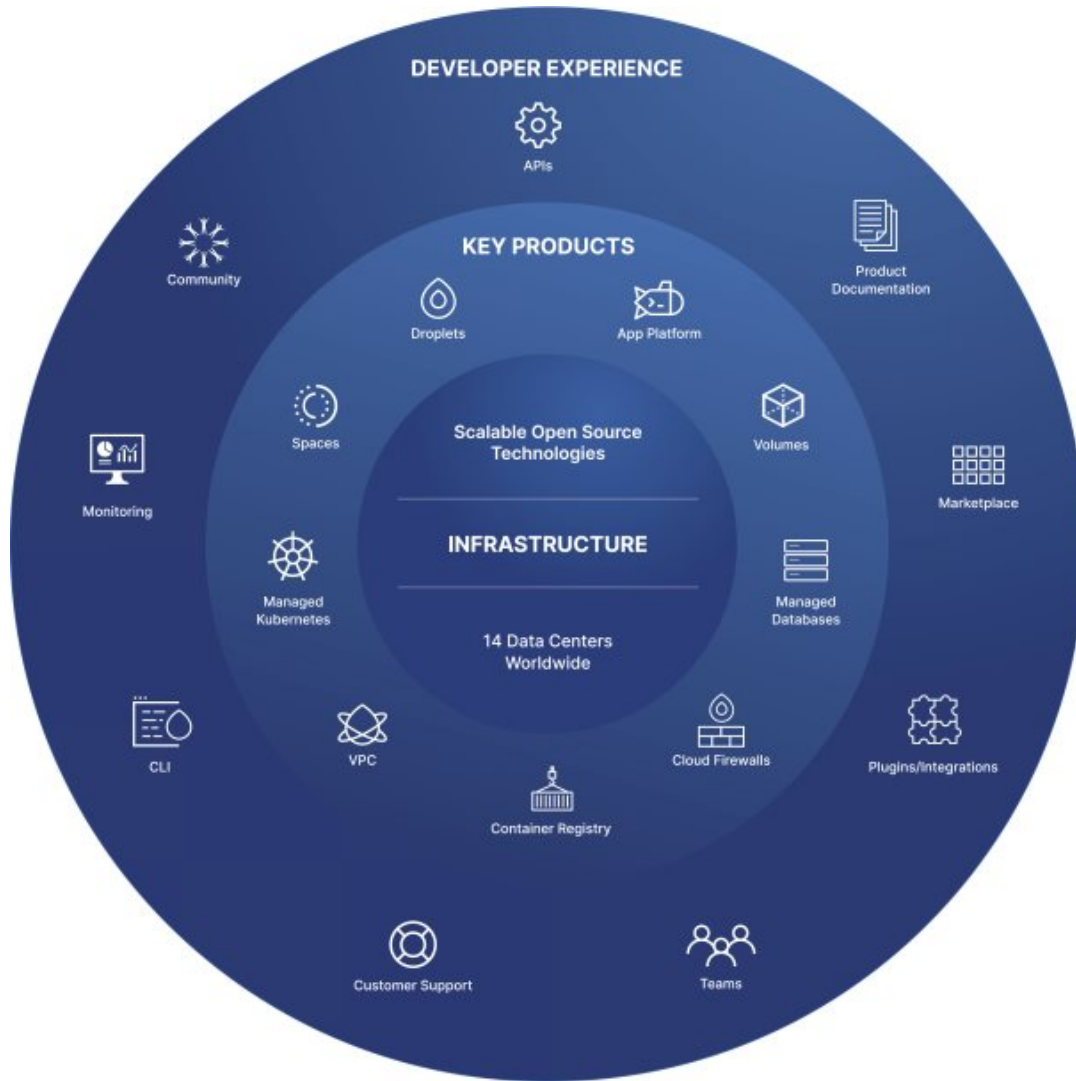 DEVELOPER EXPERIENCE
APIs
Community
Product
Documentation
Monitoring
Marketplace
CLI
Plugins/Integrations
Customer Support
Teams
KEY PRODUCTS
Droplets
App Platform
Spaces
Volumes
Managed
Kubernetes
Managed
Databases
VPC
Cloud Firewalls
Container Registry
Scalable Open Source
Technologies
INFRASTRUCTURE
14 Data Centers
Worldwide